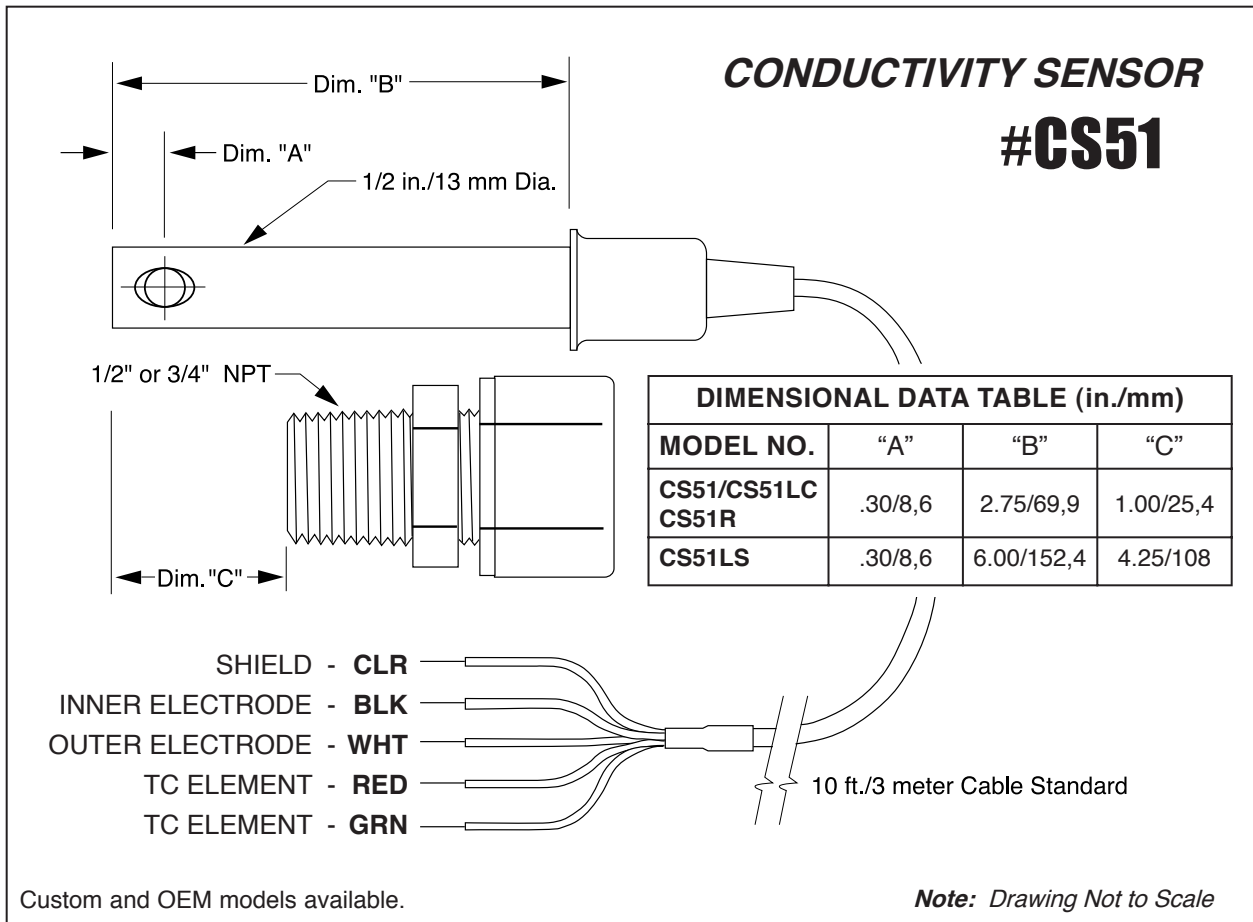 CONDUCTIVITY SENSOR
#CS51
Dim. "B"
Dim. "A"
1/2 in./13 mm Dia.
1/2" or 3/4" NPT
Dim."C"
DIMENSIONAL DATA TABLE (in./mm)
MODEL NO. “A” “B” “C”
CS51/CS51LC
CS51R .30/8,6 2.75/69,9 1.00/25,4
CS51LS .30/8,6 6.00/152,4 4.25/108
SHIELD - CLR
INNER ELECTRODE - BLK
OUTER ELECTRODE - WHT
TC ELEMENT - RED
TC ELEMENT - GRN
10 ft./3 meter Cable Standard
Custom and OEM models available.
Note: Drawing Not to Scale